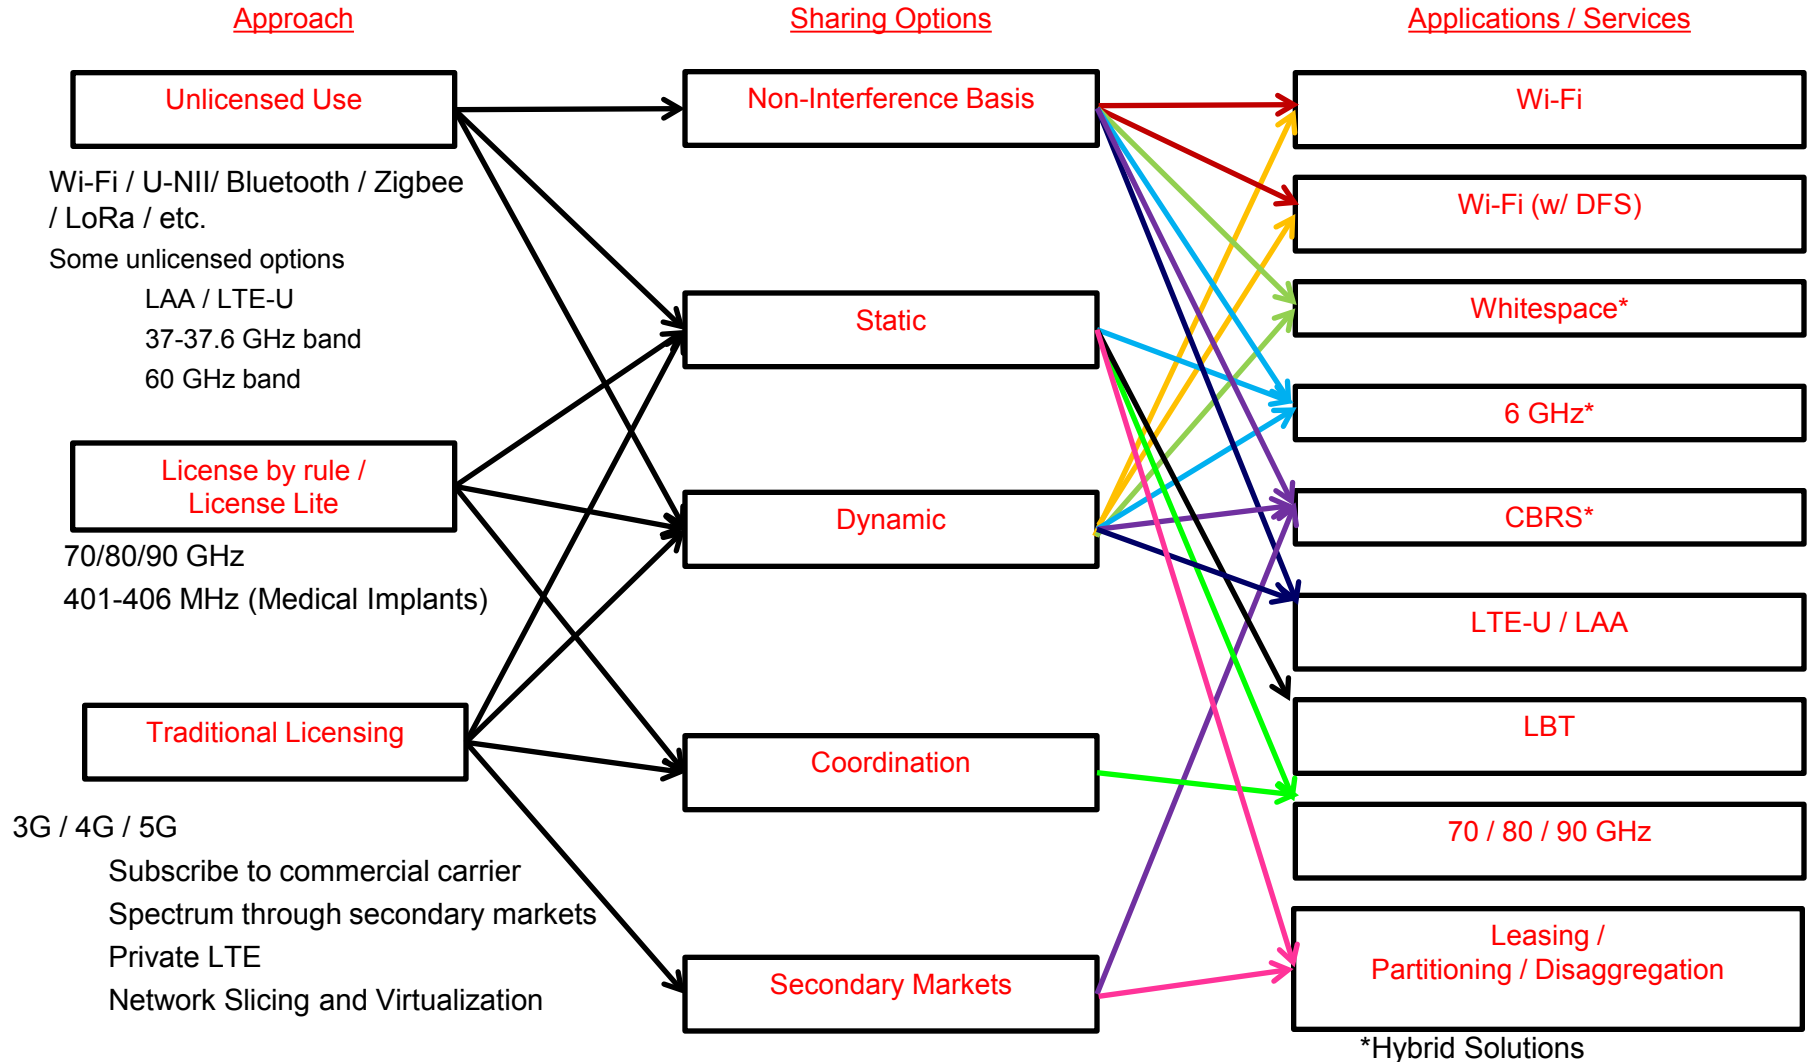 Approach
Sharing Options
Applications / Services
Unlicensed Use
Wi-Fi / U-NII/ Bluetooth / Zigbee
/ LoRa / etc.
Some unlicensed options
LAA / LTE-U
37-37.6 GHz band
60 GHz band
License by rule /
License Lite
70/80/90 GHz
401-406 MHz (Medical Implants)
Traditional Licensing
3G / 4G / 5G
Subscribe to commercial carrier
Spectrum through secondary markets
Private LTE
Network Slicing and Virtualization
Non-Interference Basis
Static
Dynamic
Coordination
Secondary Markets
Wi-Fi
Wi-Fi (w/ DFS)
Whitespace*
6 GHz*
CBRS*
LTE-U / LAA
LBT
70 / 80 / 90 GHz
Leasing /
Partitioning / Disaggregation
*Hybrid Solutions